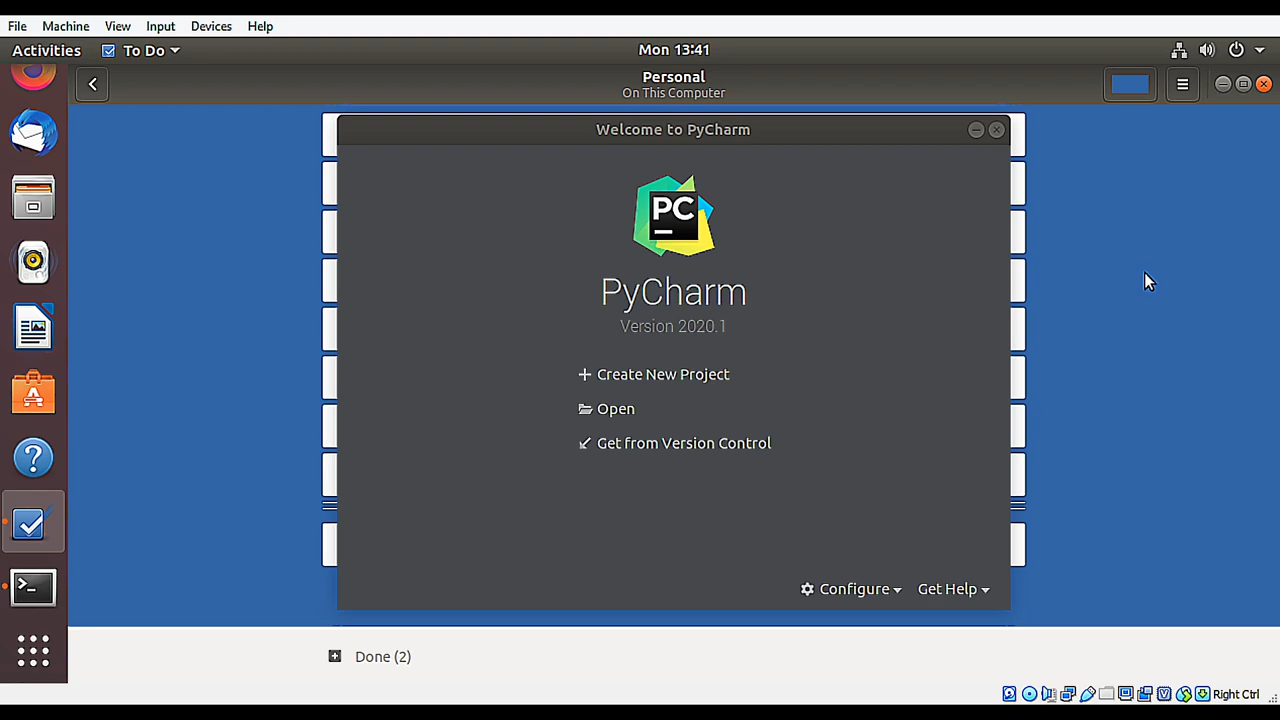 File Machine View Input Devices Help
Activities To Do Mon 13:41
Personal
On This Computer
Welcome to PyCharm
PC
PyCharm
Version 2020.1
Create New Project
Open
Get from Version Control
Configure Get Help
Done (2)
Right Ctrl